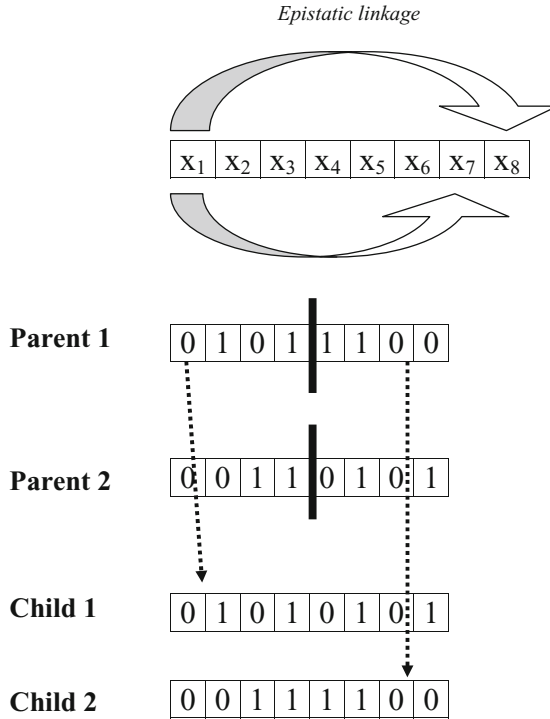 Epistatic linkage
x₁ x₂ x₃ x₄ x₅ x₆ x₇ x₈
Parent 1 0 1 0 1 1 1 0 0
Parent 2 0 0 1 1 0 1 0 1
Child 1 0 1 0 1 0 1 0 1
Child 2 0 0 1 1 1 1 0 0